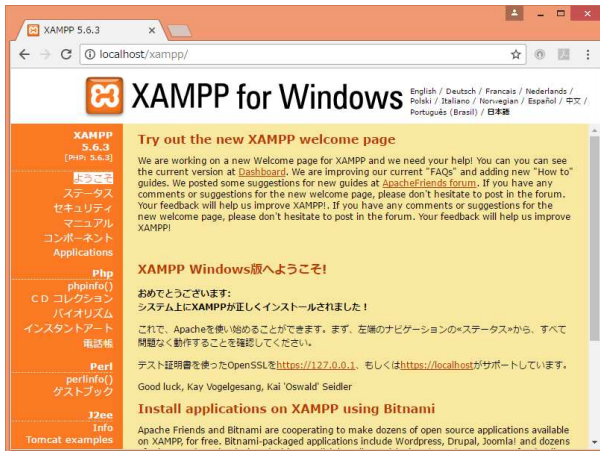 XAMPP 5.6.3
localhost/xampp/
XAMPP for Windows
English / Deutsch / Francais / Nederlands /
Polski / Italiano / Norwegian / Español / 中文 /
Português (Brasil) / 日本語
XAMPP
5.6.3
[PHP: 5.6.3]
ようこそ
ステータス
セキュリティ
マニュアル
コンポーネント
Applications
Php
phpinfo()
CD コレクション
バイオリズム
インスタントアート
電話帳
Perl
perlinfo()
ゲストブック
J2ee
Info
Tomcat examples
Try out the new XAMPP welcome page
We are working on a new Welcome page for XAMPP and we need your help! You can you can see
the current version at Dashboard. We are improving our current "FAQs" and adding new "How to"
guides. We posted some suggestions for new guides at ApacheFriends forum. If you have any
comments or suggestions for the new welcome page, please don't hesitate to post in the forum.
Your feedback will help us improve XAMPP!. If you have any comments or suggestions for the
new welcome page, please don't hesitate to post in the forum. Your feedback will help us improve
XAMPP!
XAMPP Windows版へようこそ!
おめでとうございます:
システム上にXAMPPが正しくインストールされました！
これで、Apacheを使い始めることができます。まず、左端のナビゲーションの«ステータス»から、すべて
問題なく動作することを確認してください。
テスト証明書を使ったOpenSSLをhttps://127.0.0.1、もしくはhttps://localhostがサポートしています。
Good luck, Kay Vogelgesang, Kai 'Oswald' Seidler
Install applications on XAMPP using Bitnami
Apache Friends and Bitnami are cooperating to make dozens of open source applications available
on XAMPP, for free. Bitnami-packaged applications include Wordpress, Drupal, Joomla! and dozens